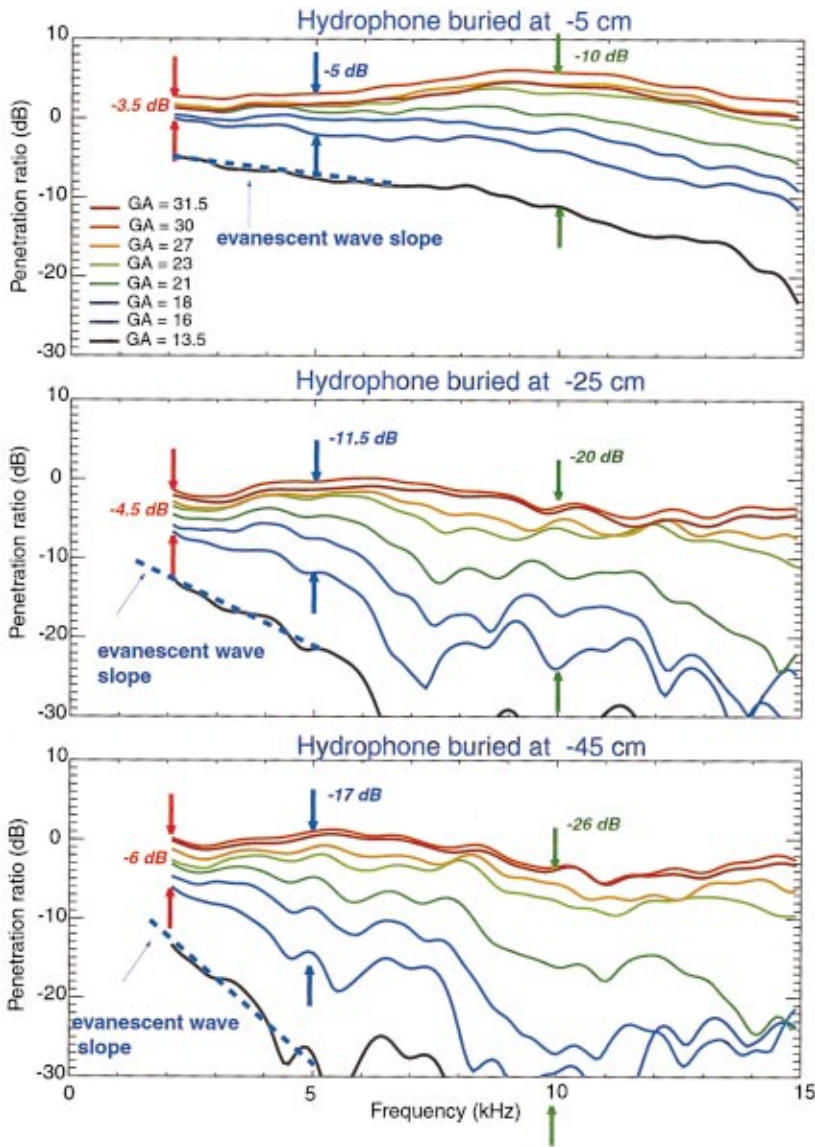 Hydrophone buried at -5 cm
10
0
-10
-20
-30
Penetration ratio (dB)
-3.5 dB
-5 dB
-10 dB
evanescent wave slope
GA = 31.5
GA = 30
GA = 27
GA = 23
GA = 21
GA = 18
GA = 16
GA = 13.5
Hydrophone buried at -25 cm
10
0
-10
-20
-30
Penetration ratio (dB)
-4.5 dB
-11.5 dB
-20 dB
evanescent wave
slope
Hydrophone buried at -45 cm
10
0
-10
-20
-30
Penetration ratio (dB)
-6 dB
-17 dB
-26 dB
evanescent wave
slope
0
5
10
15
Frequency (kHz)